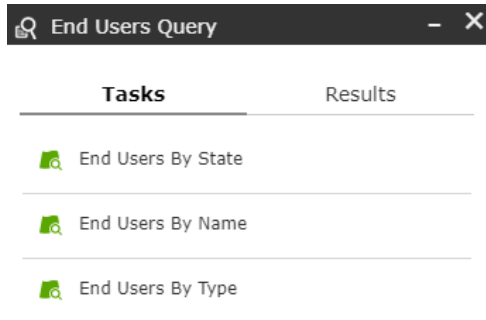 End Users Query
Tasks Results
End Users By State
End Users By Name
End Users By Type